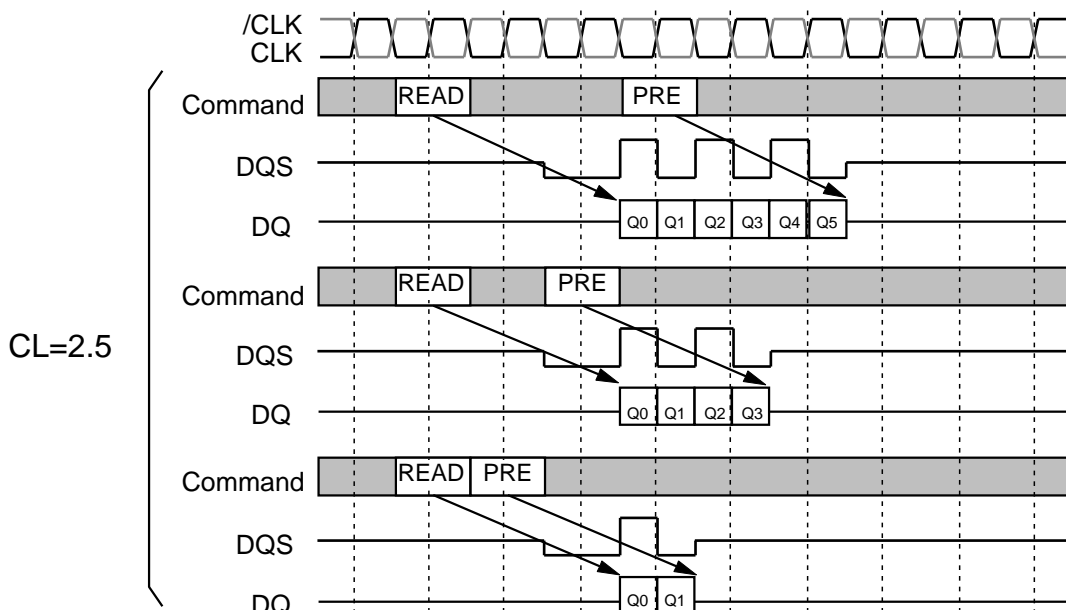 /CLK
CLK
Command READ PRE
DQS
DQ Q0 Q1 Q2 Q3 Q4 Q5
Command READ PRE
CL=2.5
DQS
DQ Q0 Q1 Q2 Q3
Command READ PRE
DQS
DQ Q0 Q1